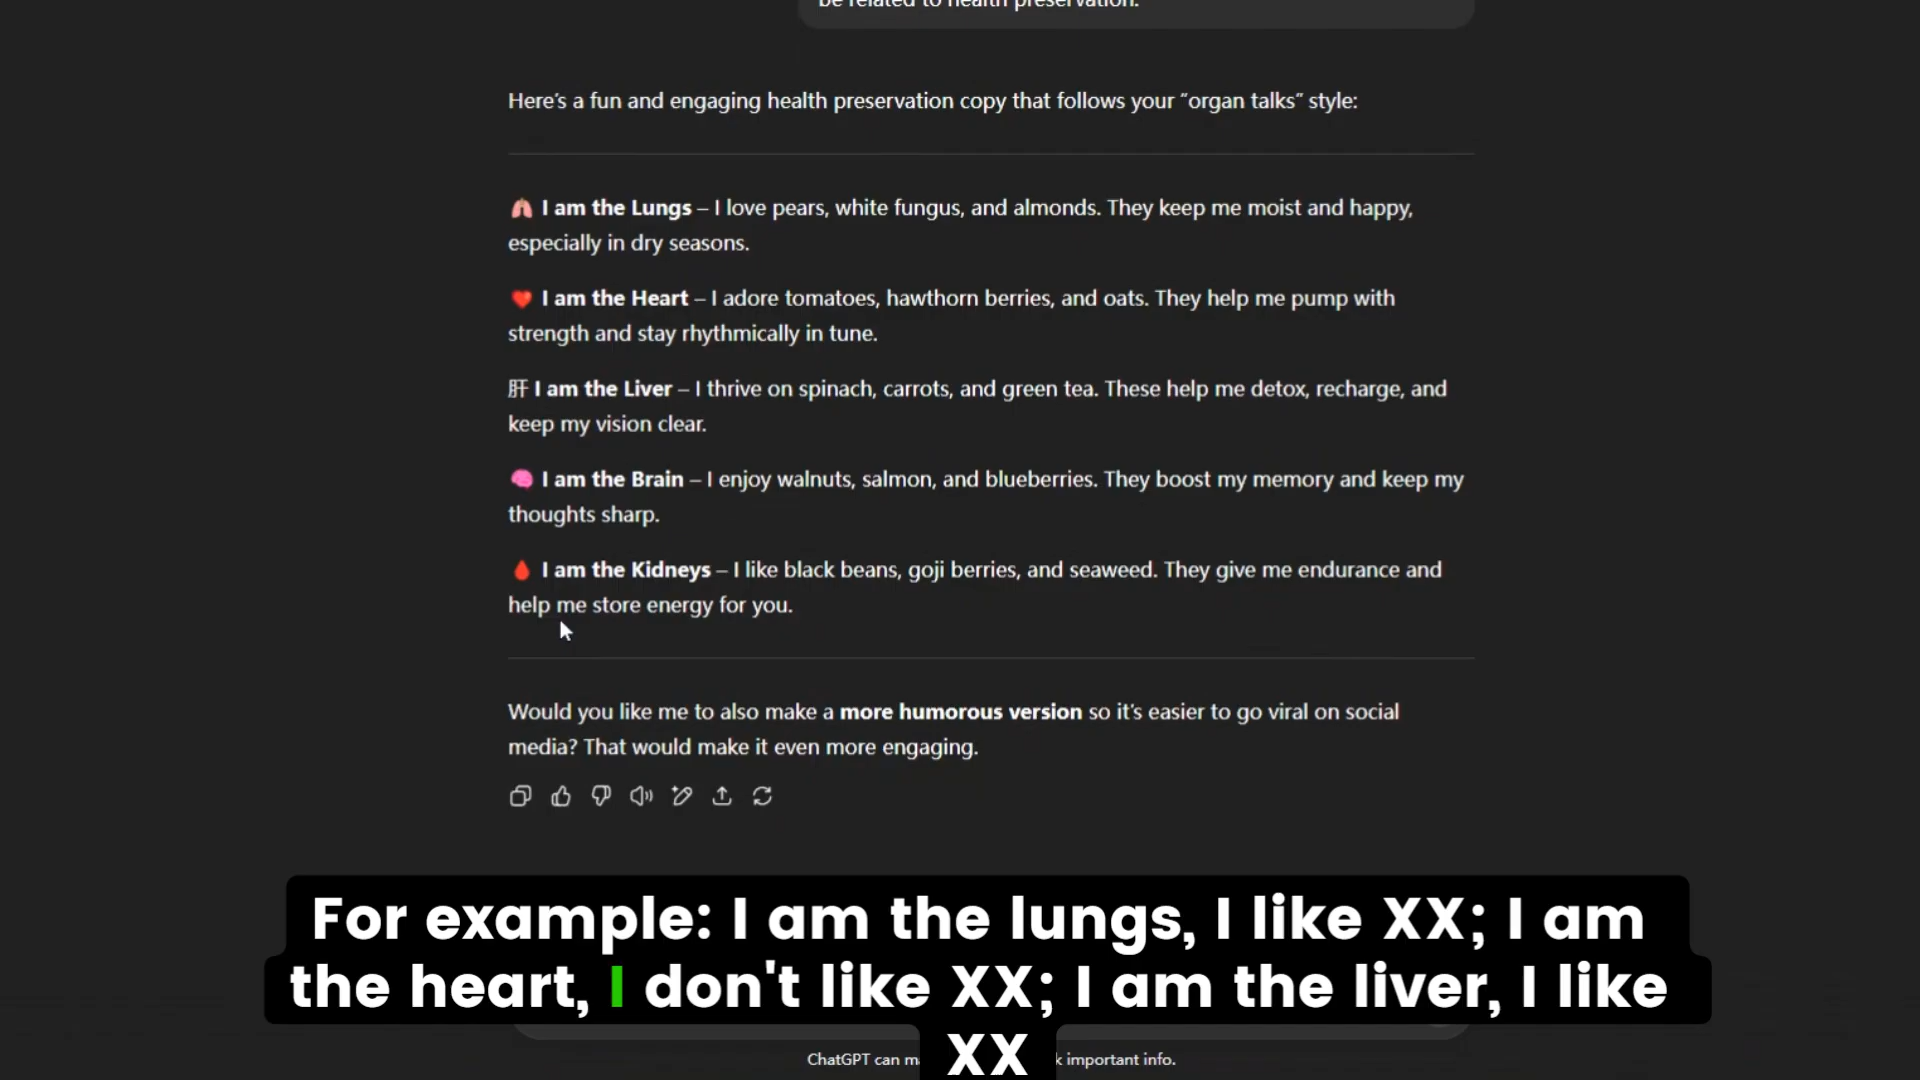 be related to health preservation.
Here's a fun and engaging health preservation copy that follows your “organ talks” style:
I am the Lungs – I love pears, white fungus, and almonds. They keep me moist and happy,
especially in dry seasons.
I am the Heart – I adore tomatoes, hawthorn berries, and oats. They help me pump with
strength and stay rhythmically in tune.
肝 I am the Liver – I thrive on spinach, carrots, and green tea. These help me detox, recharge, and
keep my vision clear.
I am the Brain – I enjoy walnuts, salmon, and blueberries. They boost my memory and keep my
thoughts sharp.
I am the Kidneys – I like black beans, goji berries, and seaweed. They give me endurance and
help me store energy for you.
Would you like me to also make a more humorous version so it's easier to go viral on social
media? That would make it even more engaging.
For example: I am the lungs, I like XX; I am
the heart, I don't like XX; I am the liver, I like
XX
ChatGPT can important info.